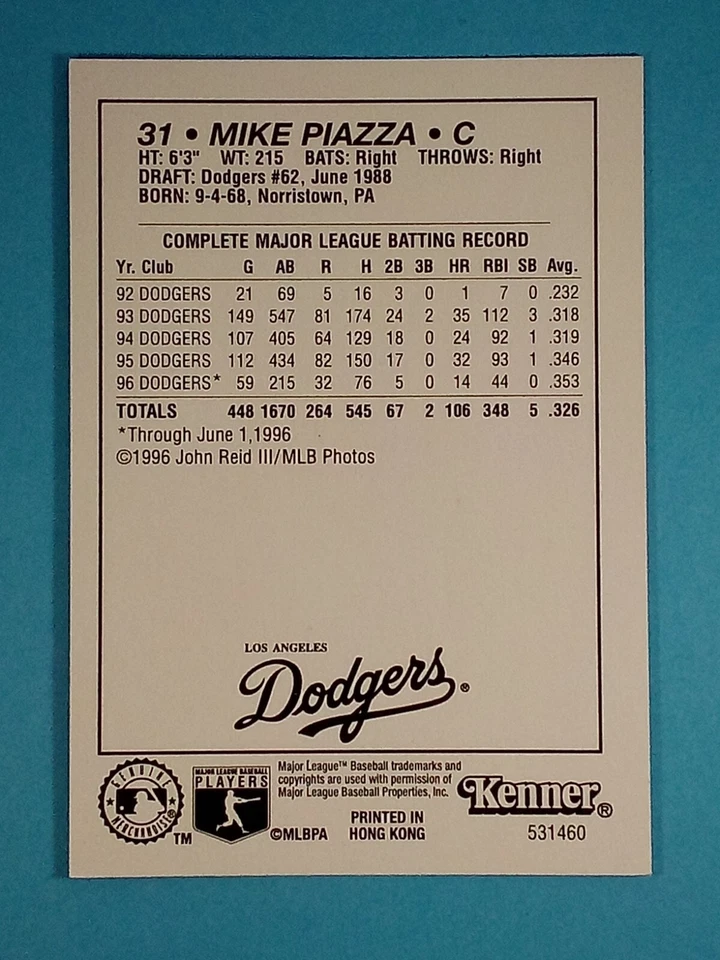 31 • MIKE PIAZZA • C
HT: 6'3" WT: 215 BATS: Right THROWS: Right
DRAFT: Dodgers #62, June 1988
BORN: 9-4-68, Norristown, PA
COMPLETE MAJOR LEAGUE BATTING RECORD
Yr. Club G AB R H 2B 3B HR RBI SB Avg.
92 DODGERS 21 69 5 16 3 0 1 7 0 .232
93 DODGERS 149 547 81 174 24 2 35 112 3 .318
94 DODGERS 107 405 64 129 18 0 24 92 1 .319
95 DODGERS 112 434 82 150 17 0 32 93 1 .346
96 DODGERS* 59 215 32 76 5 0 14 44 0 .353
TOTALS 448 1670 264 545 67 2 106 348 5 .326
*Through June 1,1996
©1996 John Reid III/MLB Photos
LOS ANGELES
Dodgers®
GENUINE
MERCHANDISE®
TM
MAJOR LEAGUE BASEBALL
PLAYERS
©MLBPA
Major League™ Baseball trademarks and
copyrights are used with permission of
Major League Baseball Properties, Inc.
PRINTED IN
HONG KONG
Kenner®
531460